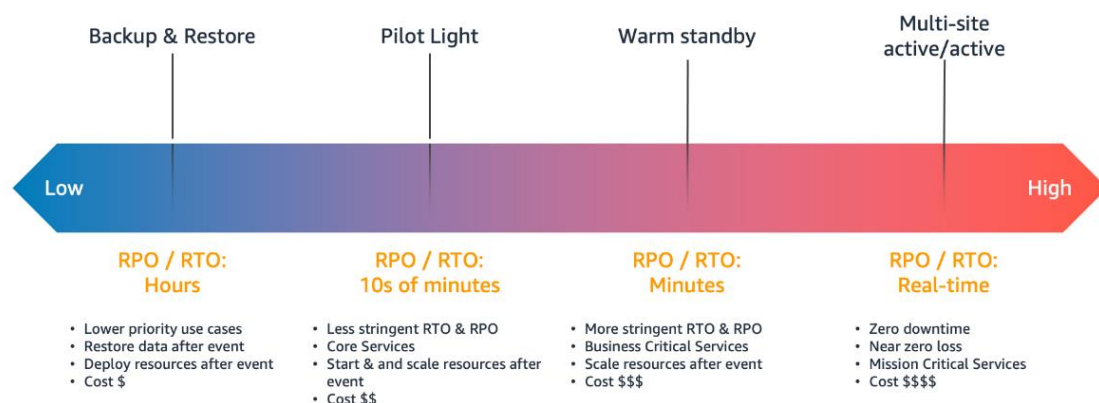 Backup & Restore
Pilot Light
Warm standby
Multi-site
active/active
Low
High
RPO / RTO:
Hours
RPO / RTO:
10s of minutes
RPO / RTO:
Minutes
RPO / RTO:
Real-time
• Lower priority use cases
• Restore data after event
• Deploy resources after event
• Cost $
• Less stringent RTO & RPO
• Core Services
• Start & and scale resources after
event
• Cost $$
• More stringent RTO & RPO
• Business Critical Services
• Scale resources after event
• Cost $$$
• Zero downtime
• Near zero loss
• Mission Critical Services
• Cost $$$$